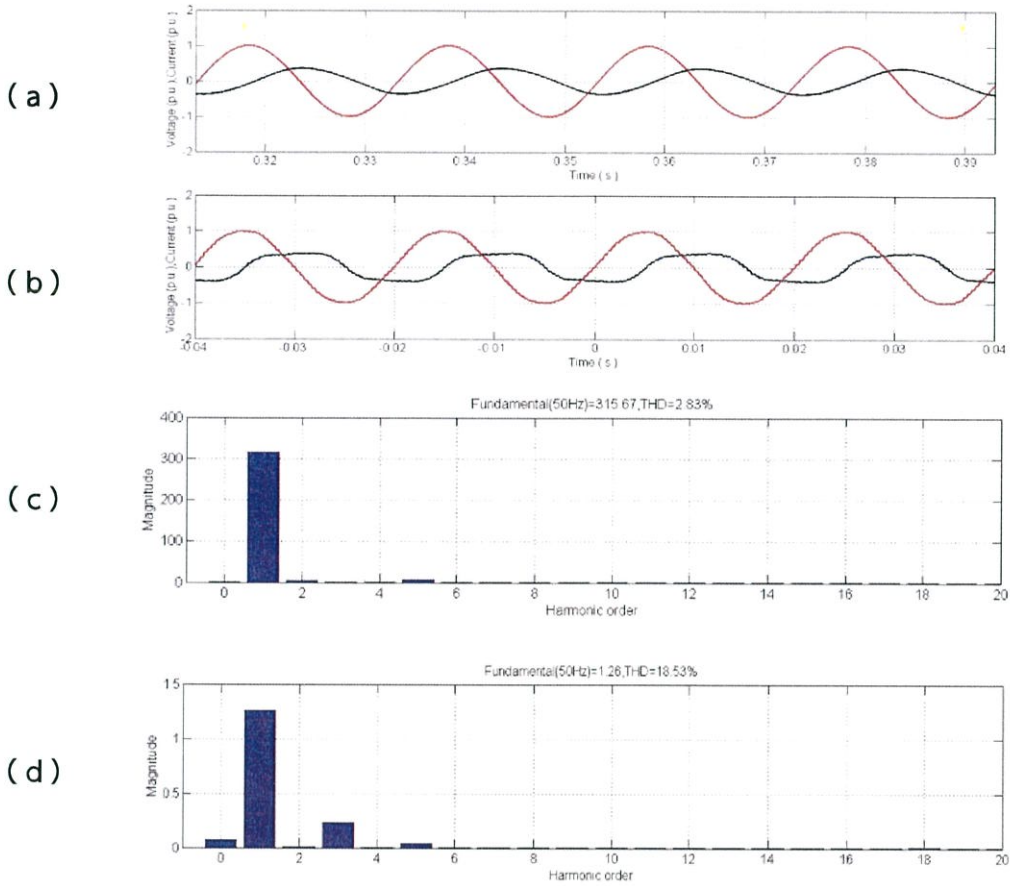 (a)
2
1
0
-1
-2
Voltage (p.u.),Current (p.u.)
0.32 0.33 0.34 0.35 0.36 0.37 0.38 0.39
Time (s)
(b)
2
1
0
-1
-2
Voltage (p.u.),Current (p.u.)
-0.04 -0.03 -0.02 -0.01 0 0.01 0.02 0.03 0.04
Time (s)
Fundamental(50Hz)=315.67,THD=2.83%
(c)
400
300
200
100
0
Magnitude
0 2 4 6 8 10 12 14 16 18 20
Harmonic order
Fundamental(50Hz)=1.26,THD=18.53%
(d)
1.5
1
0.5
0
Magnitude
0 2 4 6 8 10 12 14 16 18 20
Harmonic order